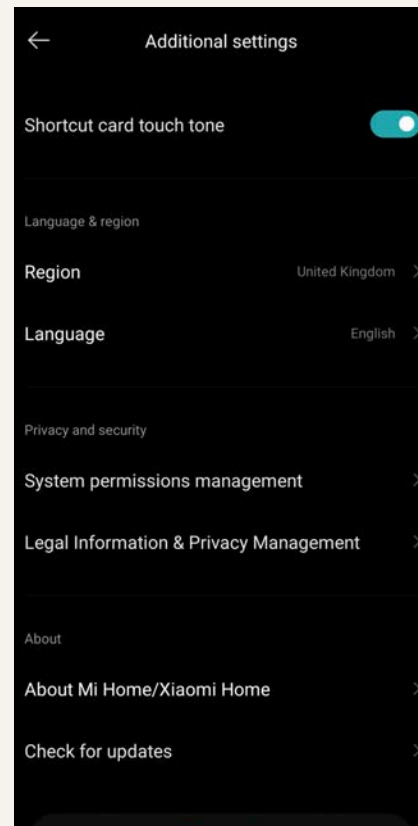 Additional settings
Shortcut card touch tone
Language & region
Region United Kingdom
Language English
Privacy and security
System permissions management
Legal Information & Privacy Management
About
About Mi Home/Xiaomi Home
Check for updates